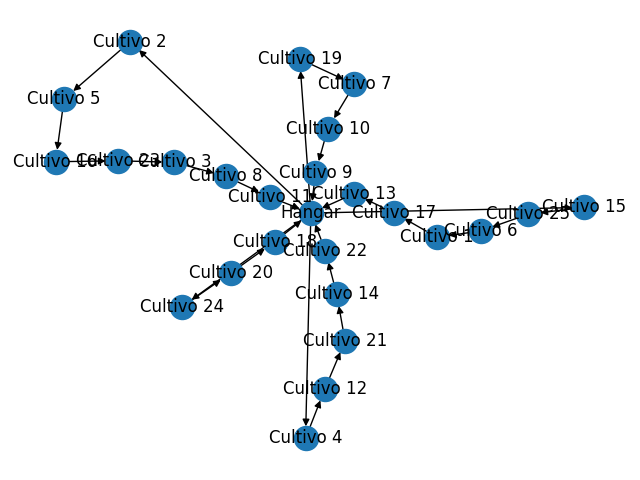 Cultivo 2
Cultivo 19
Cultivo 7
Cultivo 5
Cultivo 10
Cultivo 16
Cultivo 23
Cultivo 3
Cultivo 9
Cultivo 8
Cultivo 11
Cultivo 13
Hangar
Cultivo 17
Cultivo 25
Cultivo 15
Cultivo 1
Cultivo 6
Cultivo 18
Cultivo 22
Cultivo 20
Cultivo 14
Cultivo 24
Cultivo 21
Cultivo 12
Cultivo 4